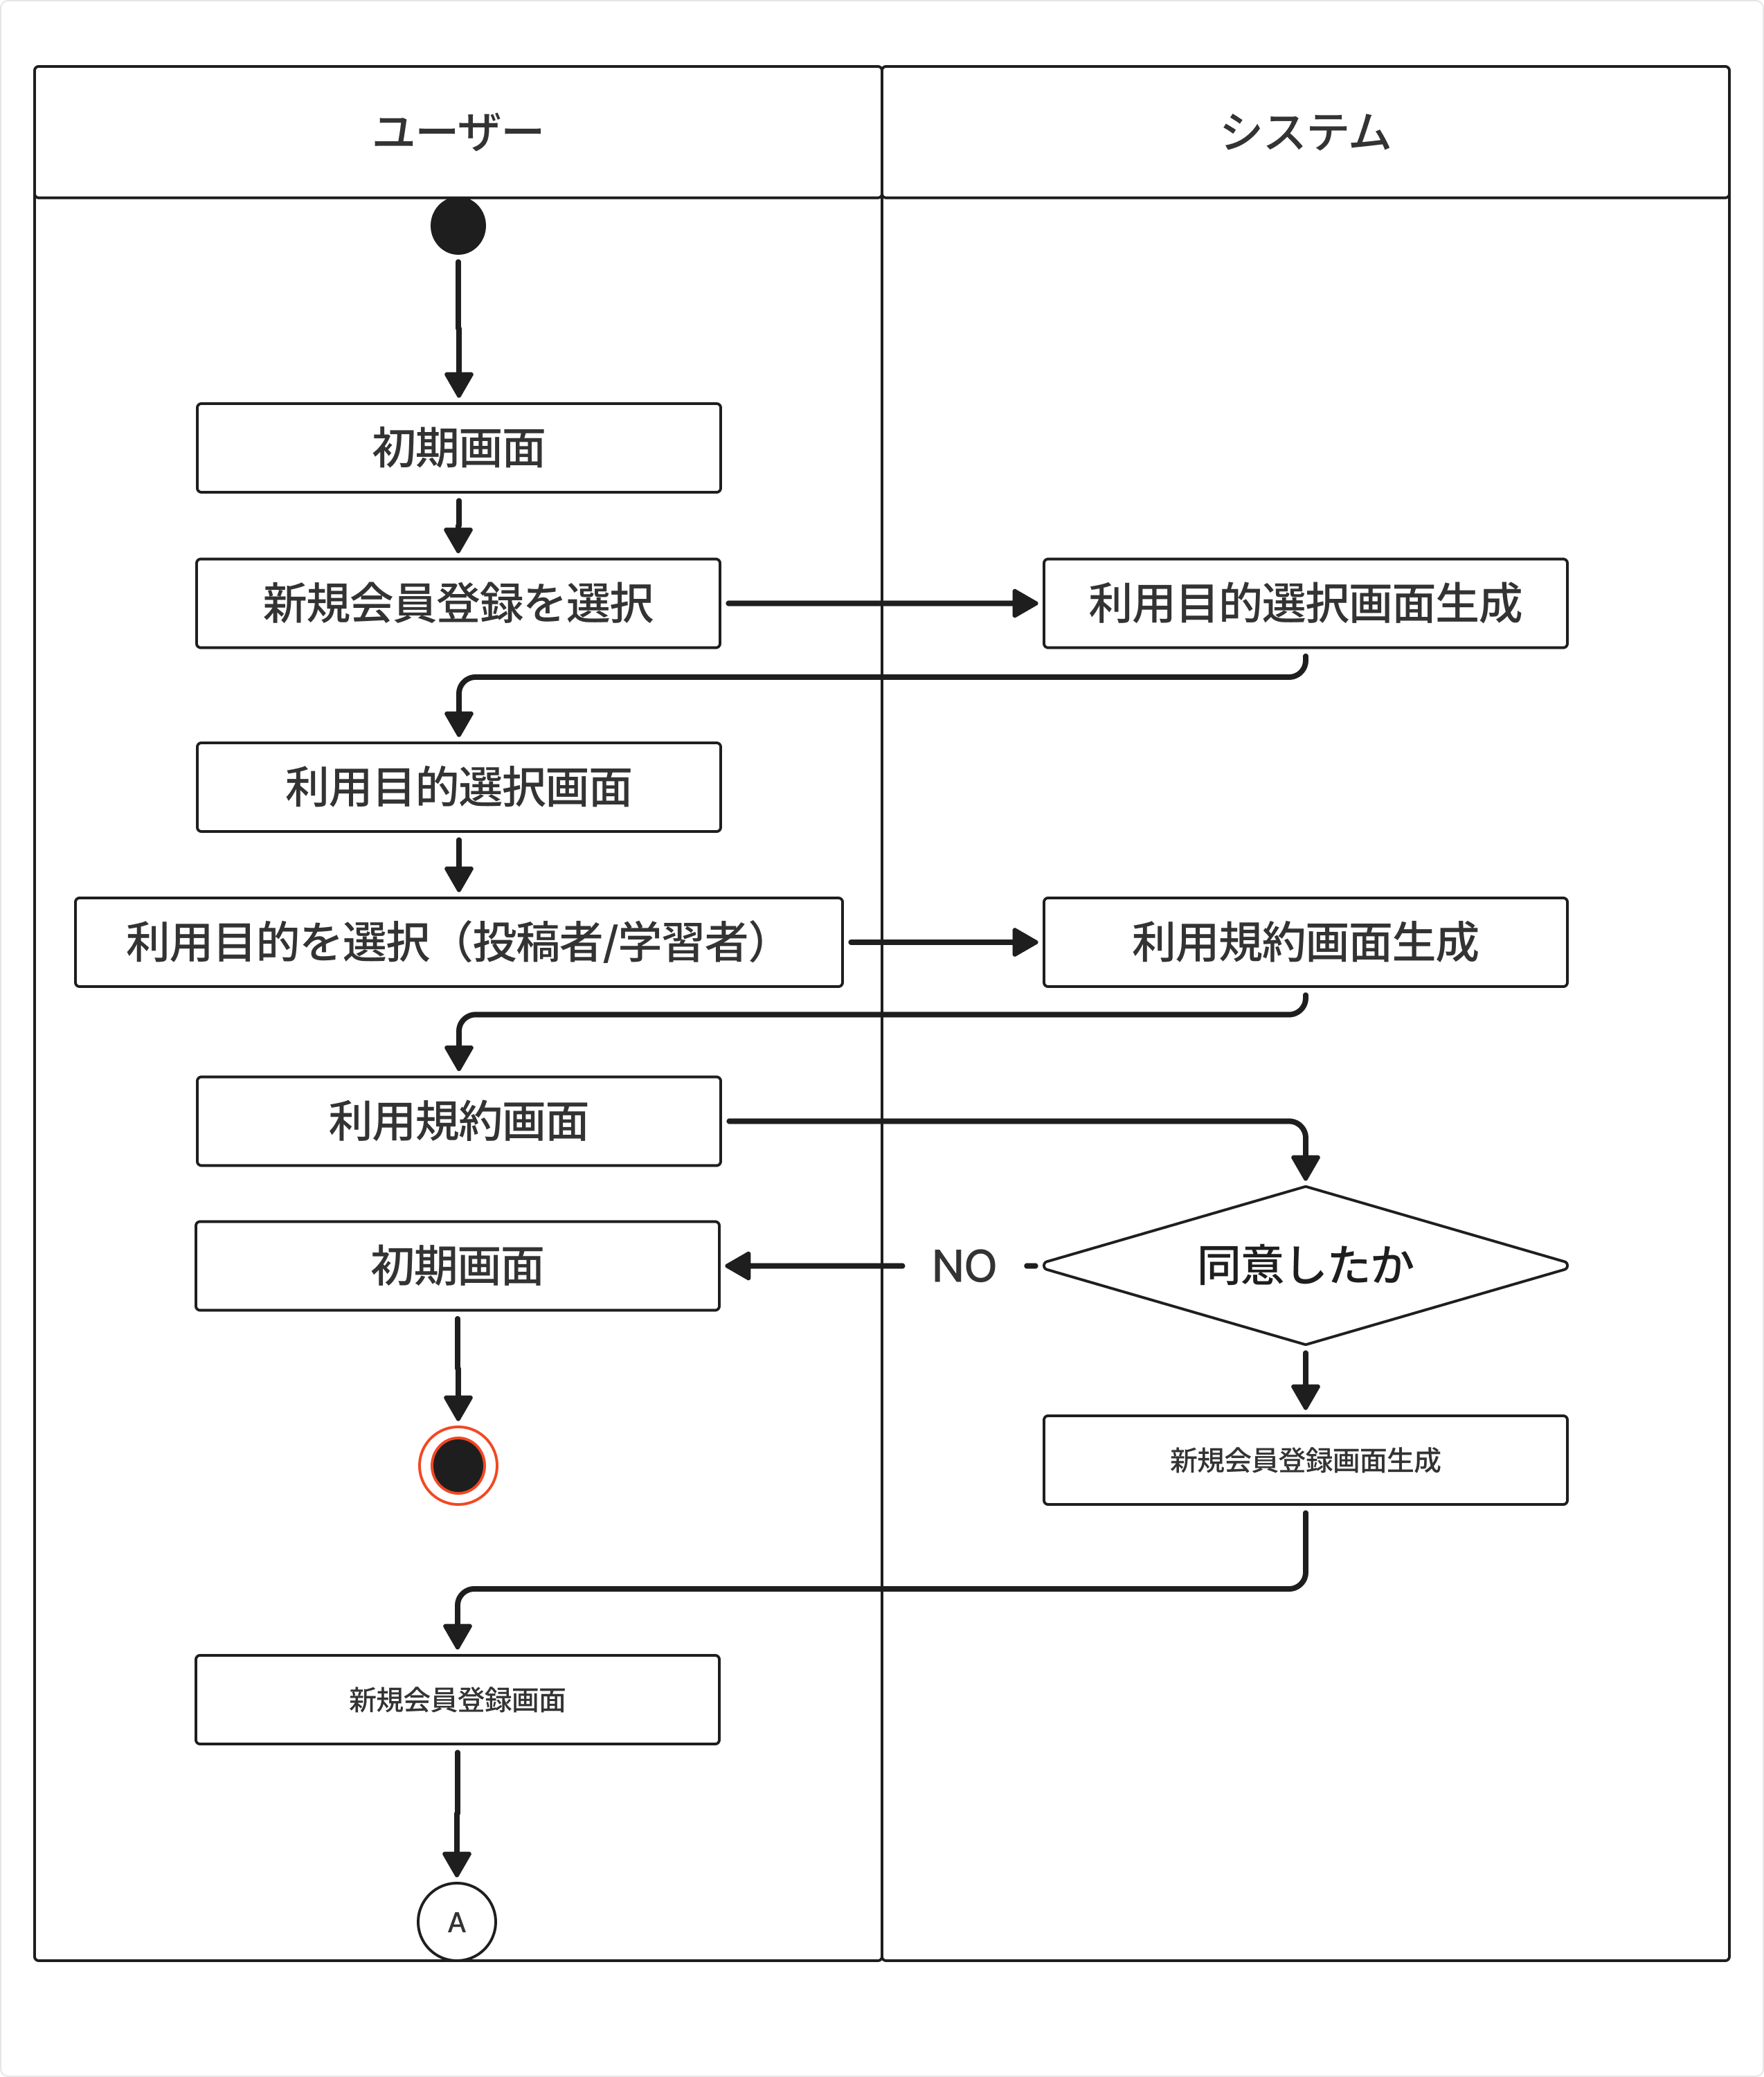 ユーザー
システム
初期画面
新規会員登録を選択
利用目的選択画面生成
利用目的選択画面
利用目的を選択（投稿者/学習者）
利用規約画面生成
利用規約画面
初期画面
NO
同意したか
新規会員登録画面生成
新規会員登録画面
A